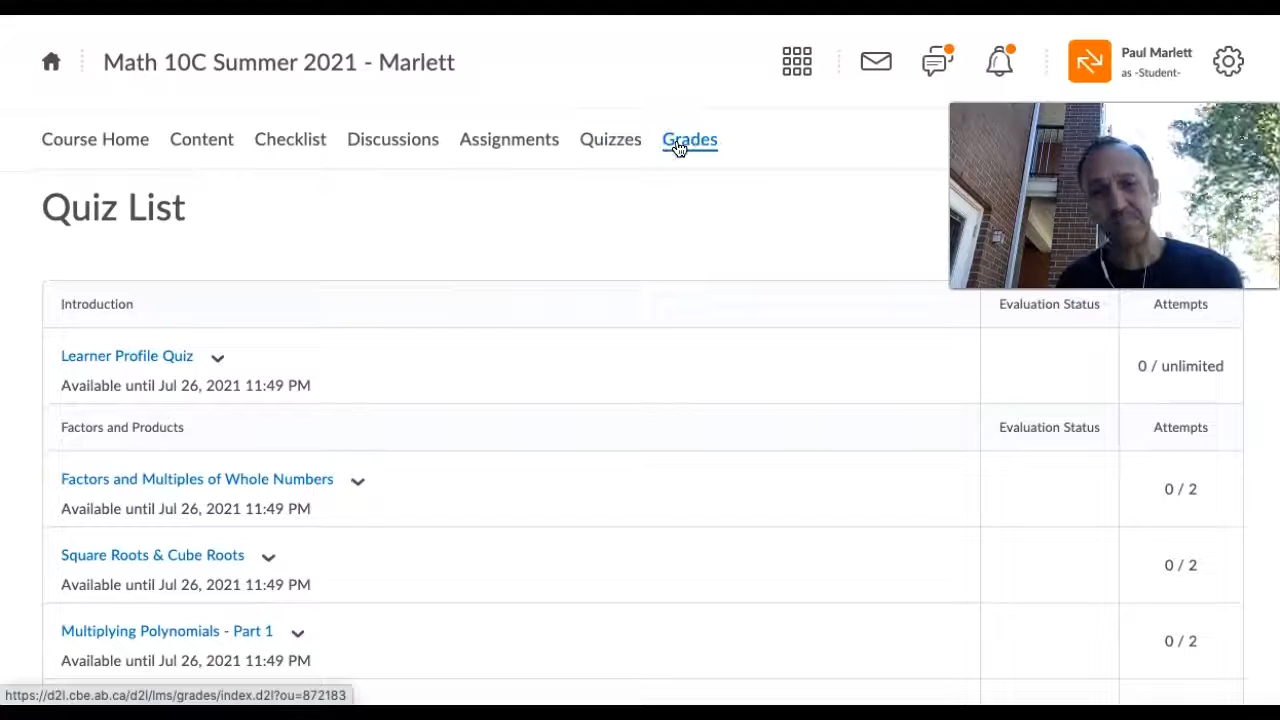 Math 10C Summer 2021 - Marlett
Paul Marlett
as -Student-
Course Home Content Checklist Discussions Assignments Quizzes Grades
Quiz List
Introduction Evaluation Status Attempts
Learner Profile Quiz
Available until Jul 26, 2021 11:49 PM
0 / unlimited
Factors and Products Evaluation Status Attempts
Factors and Multiples of Whole Numbers
Available until Jul 26, 2021 11:49 PM
0 / 2
Square Roots & Cube Roots
Available until Jul 26, 2021 11:49 PM
0 / 2
Multiplying Polynomials - Part 1
Available until Jul 26, 2021 11:49 PM
0 / 2
https://d2l.cbe.ab.ca/d2l/lms/grades/index.d2l?ou=872183